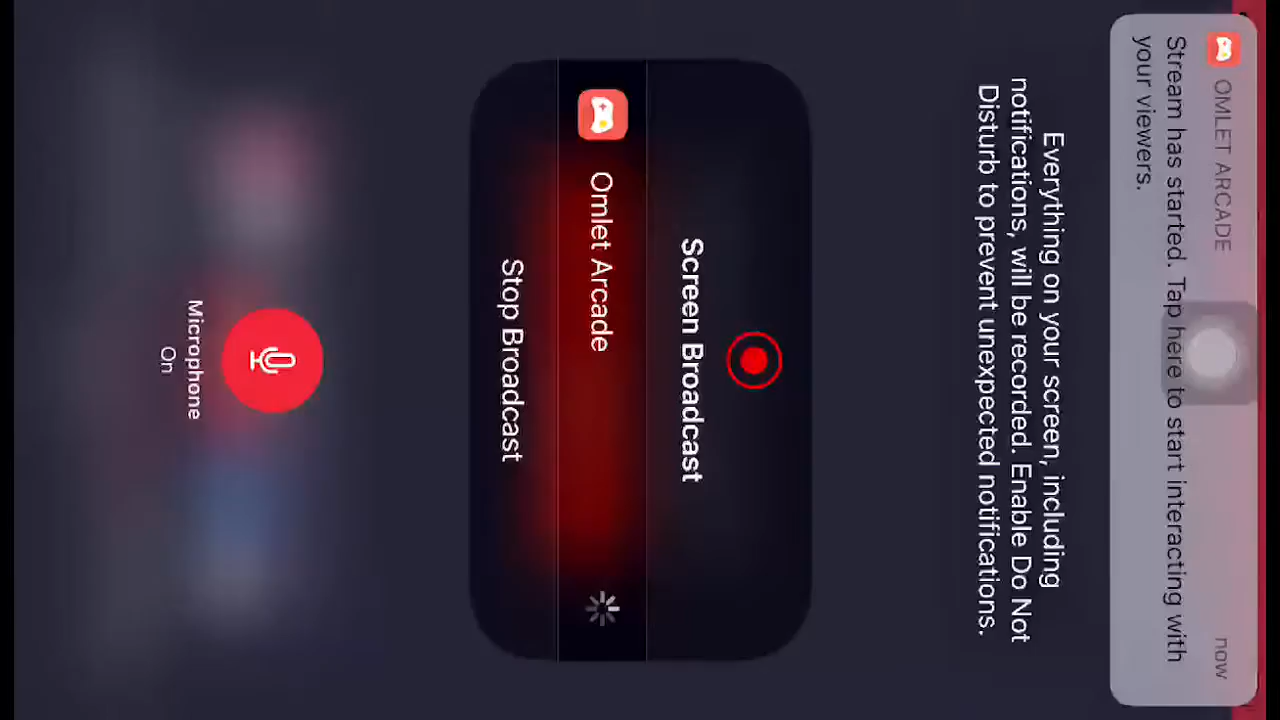 OMLET ARCADE
now
Stream has started. Tap here to start interacting with
your viewers.
Everything on your screen, including
notifications, will be recorded. Enable Do Not
Disturb to prevent unexpected notifications.
Screen Broadcast
Omlet Arcade
Stop Broadcast
Microphone
On